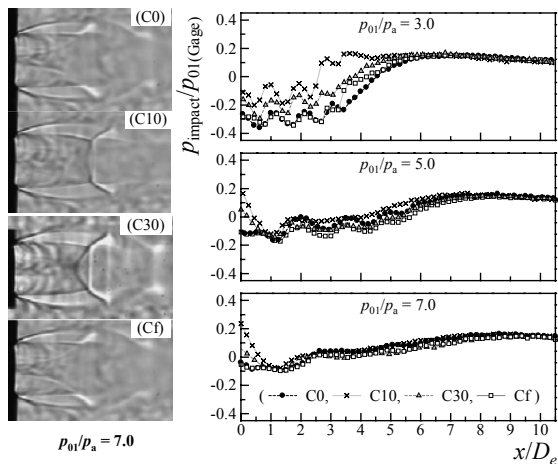 (C0)
(C10)
(C30)
(Cf)
p01/pa = 7.0
pimpact/p01(Gage)
p01/pa = 3.0
0.4
0.2
0
-0.2
-0.4
p01/pa = 5.0
0.4
0.2
0
-0.2
-0.4
p01/pa = 7.0
0.4
0.2
0
-0.2
-0.4
( C0, C10, C30, Cf )
0 1 2 3 4 5 6 7 8 9 10
x/De